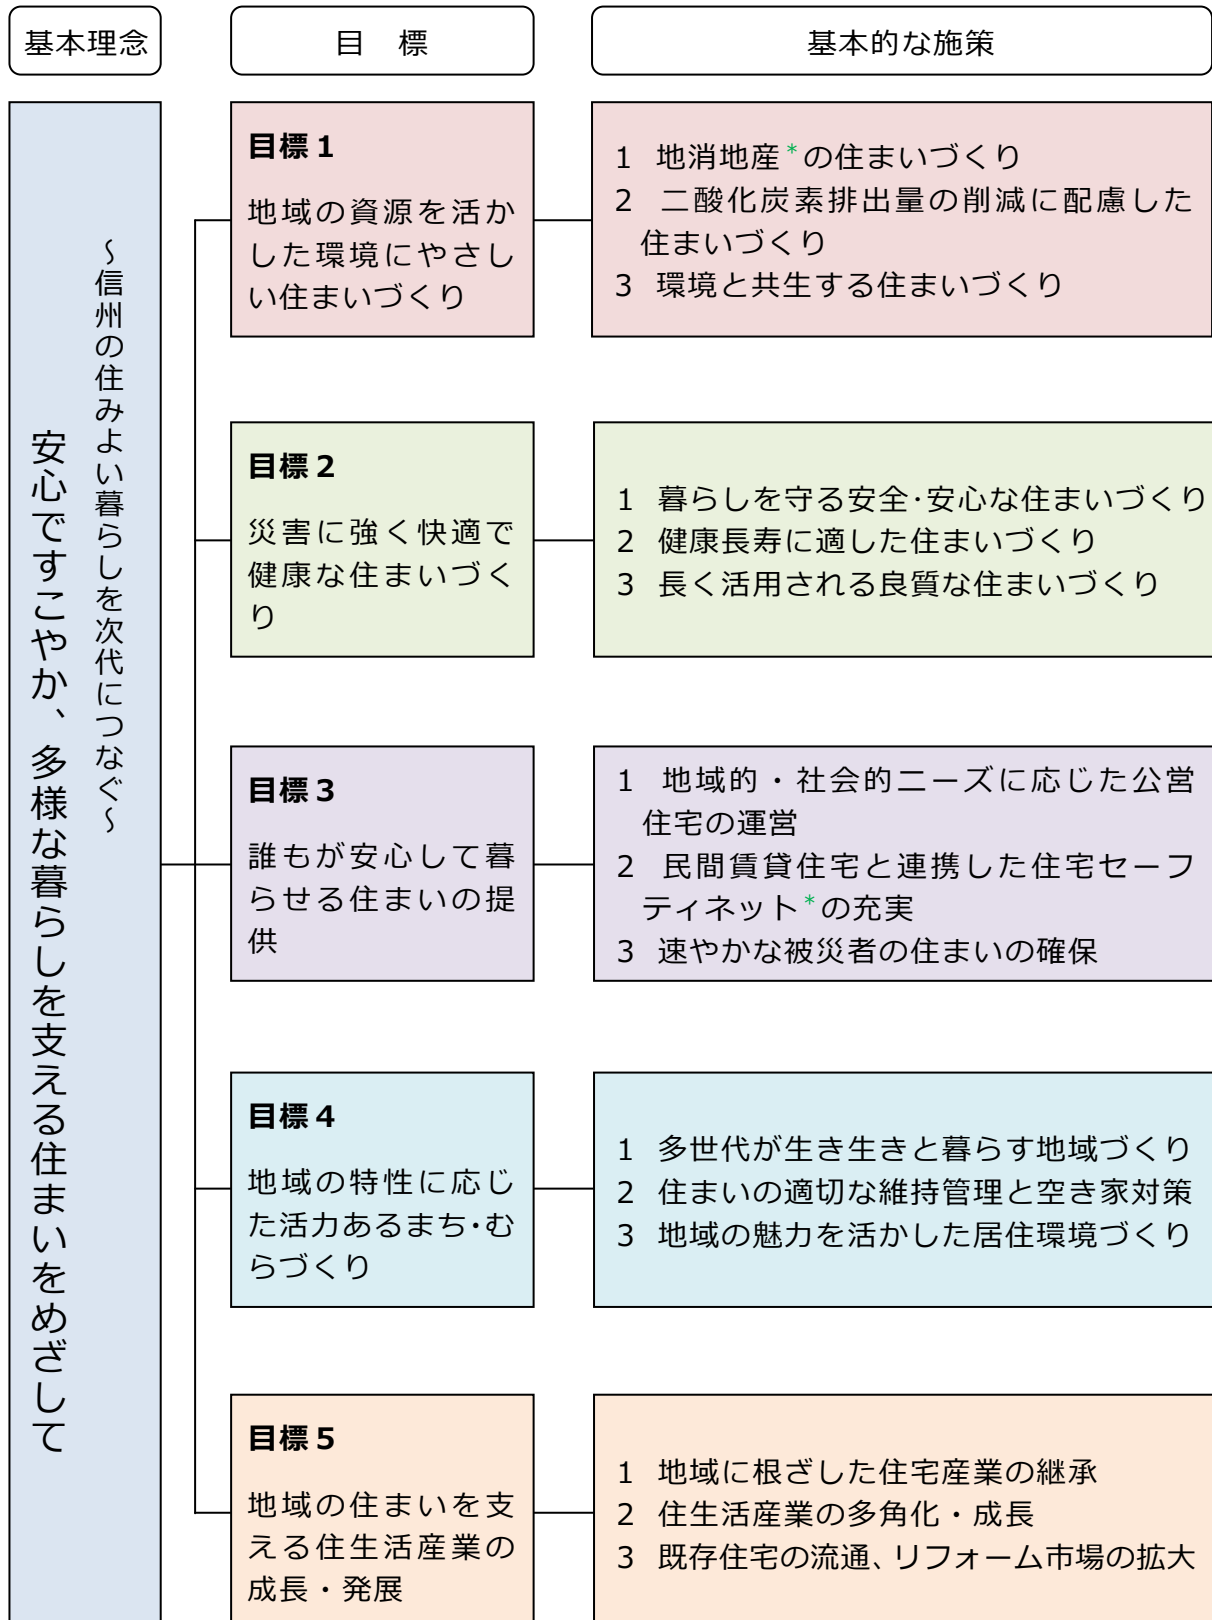 基本理念
目　標
基本的な施策
～信州の住みよい暮らしを次代につなぐ～
安心ですこやか、多様な暮らしを支える住まいをめざして
目標１
地域の資源を活か
した環境にやさし
い住まいづくり
1 地消地産*の住まいづくり
2 二酸化炭素排出量の削減に配慮した
住まいづくり
3 環境と共生する住まいづくり
目標２
災害に強く快適で
健康な住まいづく
り
1 暮らしを守る安全･安心な住まいづくり
2 健康長寿に適した住まいづくり
3 長く活用される良質な住まいづくり
目標３
誰もが安心して暮
らせる住まいの提
供
1 地域的・社会的ニーズに応じた公営
住宅の運営
2 民間賃貸住宅と連携した住宅セーフ
ティネット*の充実
3 速やかな被災者の住まいの確保
目標４
地域の特性に応じ
た活力あるまち･む
らづくり
1 多世代が生き生きと暮らす地域づくり
2 住まいの適切な維持管理と空き家対策
3 地域の魅力を活かした居住環境づくり
目標５
地域の住まいを支
える住生活産業の
成長・発展
1 地域に根ざした住宅産業の継承
2 住生活産業の多角化・成長
3 既存住宅の流通、リフォーム市場の拡大